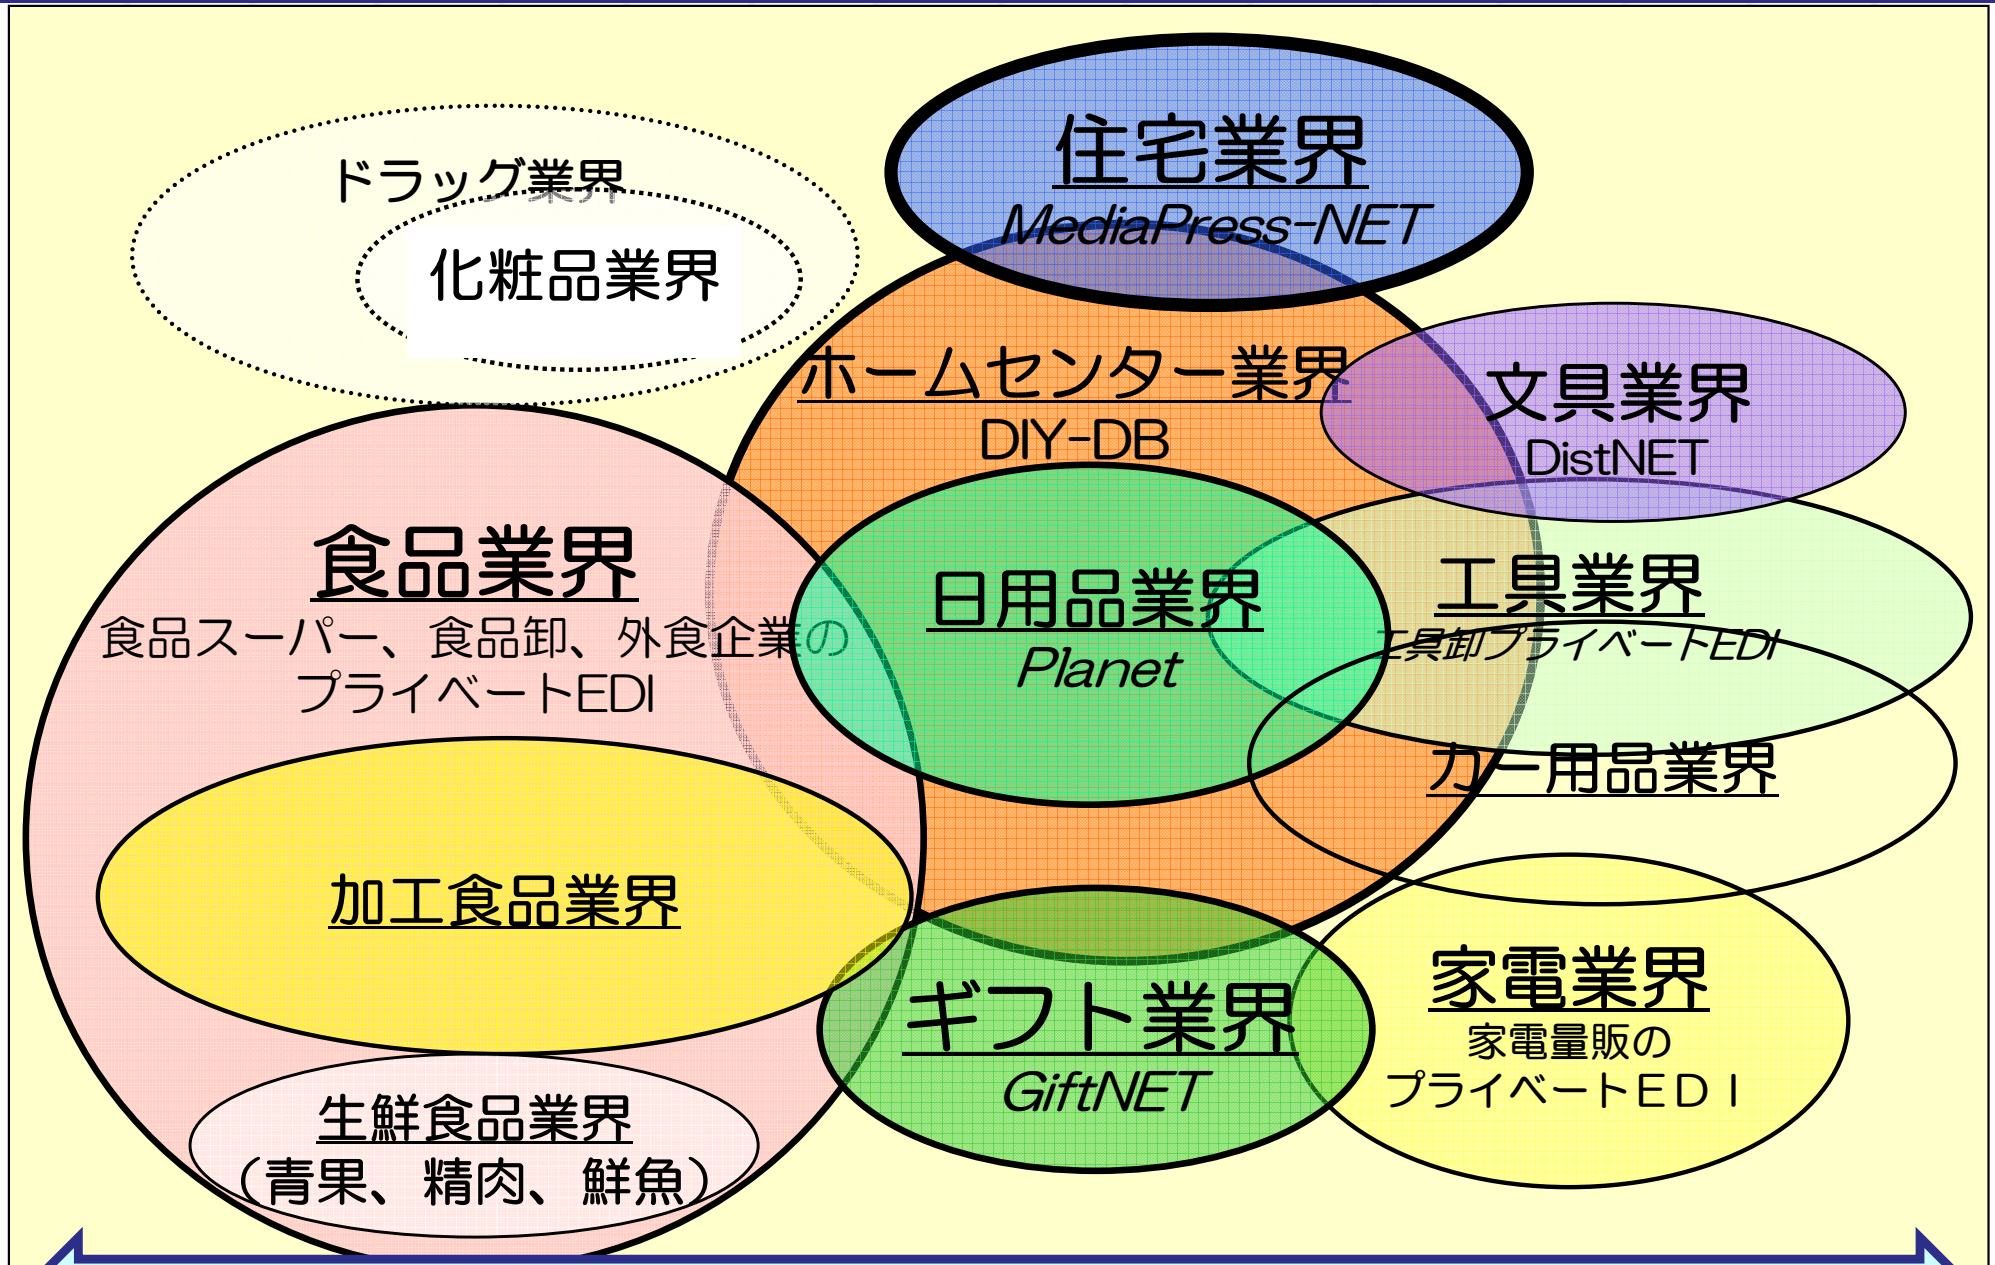 住宅業界
MediaPress-NET
ドラッグ業界
化粧品業界
ホームセンター業界
DIY-DB
文具業界
DistNET
食品業界
食品スーパー、食品卸、外食企業の
プライベートEDI
日用品業界
Planet
工具業界
工具卸プライベートEDI
カー用品業界
加工食品業界
ギフト業界
GiftNET
家電業界
家電量販の
プライベートＥＤＩ
生鮮食品業界
（青果、精肉、鮮魚）